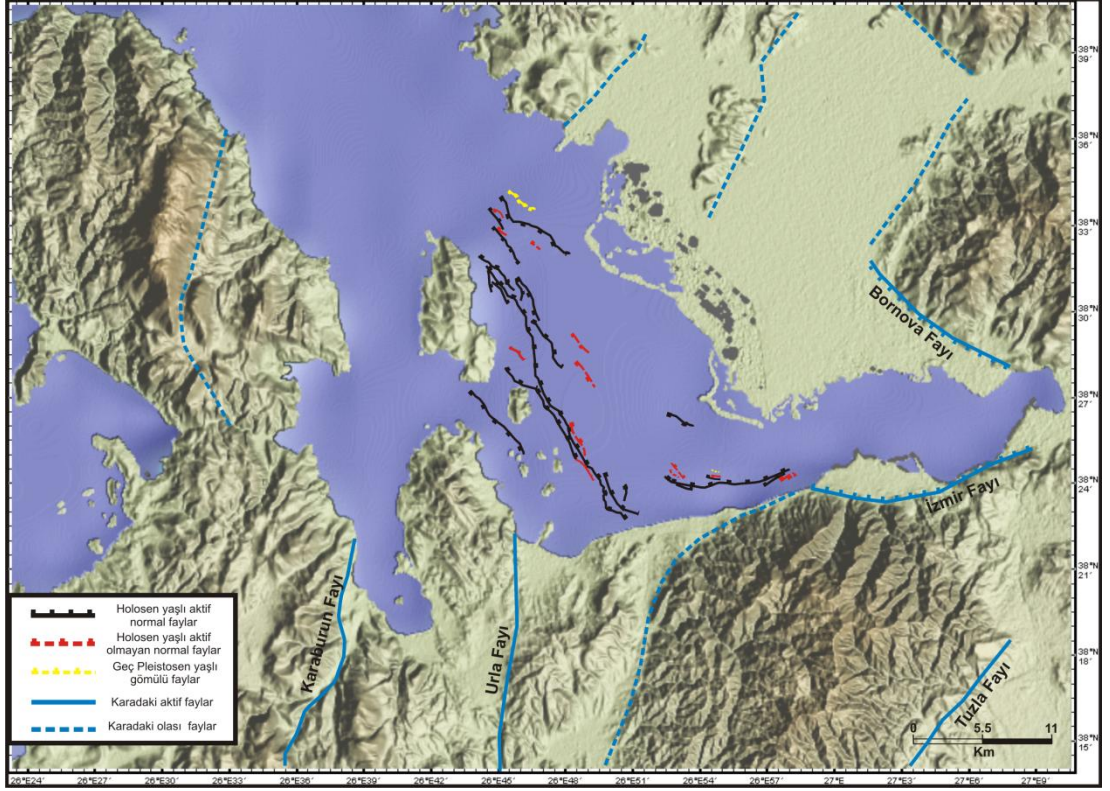 38°N
39´
38°N
36´
38°N
33´
38°N
30´
38°N
27´
38°N
24´
38°N
21´
38°N
18´
38°N
15´
Bornova Fayı
İzmir Fayı
Karaburun Fayı
Urla Fayı
Tuzla Fayı
Holosen yaşlı aktif
normal faylar
Holosen yaşlı aktif
olmayan normal faylar
Geç Pleistosen yaşlı
gömülü faylar
Karadaki aktif faylar
Karadaki olası faylar
0 5.5 11
Km
26°E24´ 26°E27´ 26°E30´ 26°E33´ 26°E36´ 26°E39´ 26°E42´ 26°E45´ 26°E48´ 26°E51´ 26°E54´ 26°E57´ 27°E 27°E3´ 27°E6´ 27°E9´